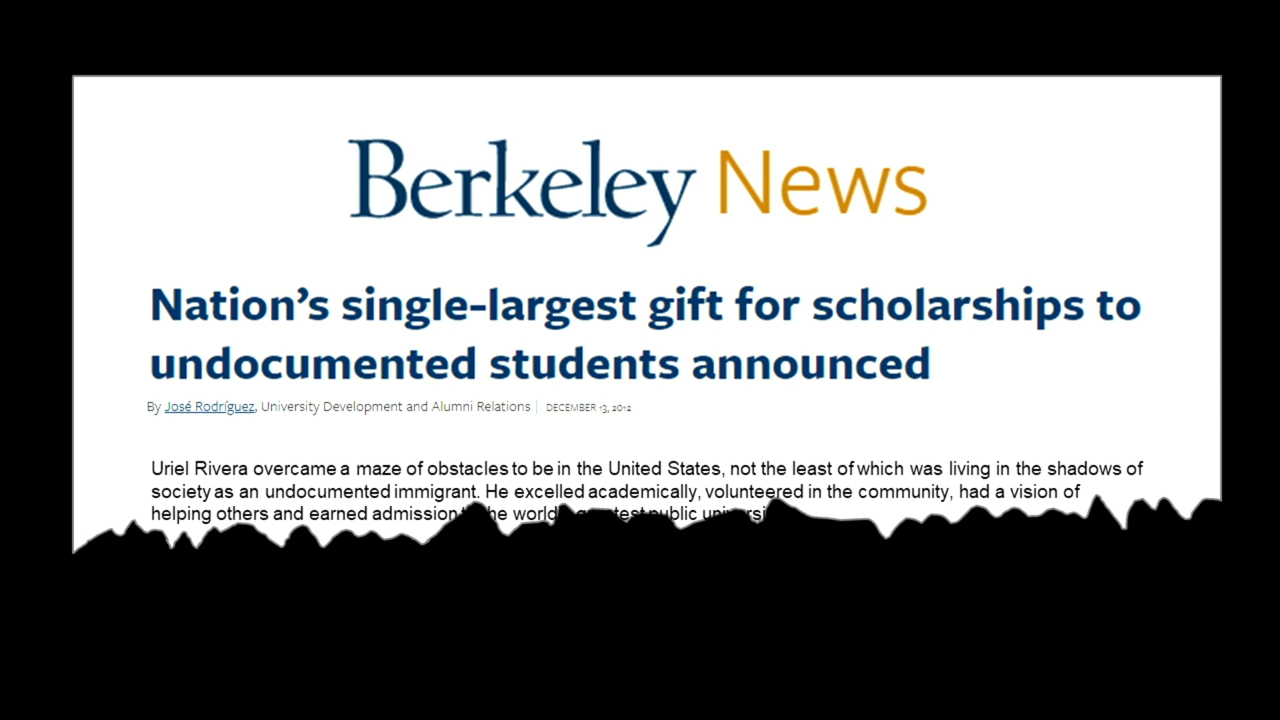 Berkeley News
Nation's single-largest gift for scholarships to
undocumented students announced
By José Rodríguez, University Development and Alumni Relations | DECEMBER 13, 2012
Uriel Rivera overcame a maze of obstacles to be in the United States, not the least of which was living in the shadows of
society as an undocumented immigrant. He excelled academically, volunteered in the community, had a vision of
helping others and earned admission he world public